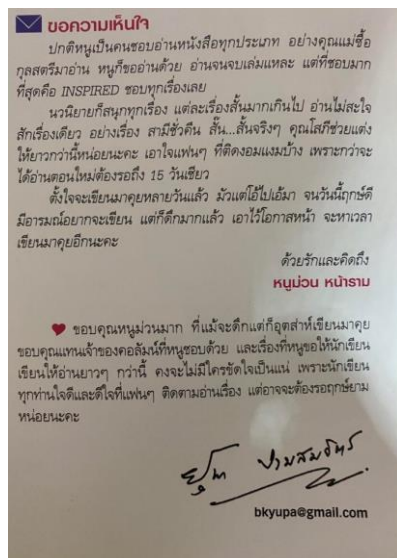 ขอความเห็นใจ
ปกติหนูเป็นคนชอบอ่านหนังสือทุกประเภท อย่างคุณแม่ซื้อ
กุลสตรีมาอ่าน หนูก็ขออ่านด้วย อ่านจนจบเล่มแหละ แต่ที่ชอบมาก
ที่สุดคือ INSPIRED ชอบทุกเรื่องเลย
นวนิยายก็สนุกทุกเรื่อง แต่ละเรื่องสั้นมากเกินไป อ่านไม่สะใจ
สักเรื่องเดียว อย่างเรื่อง สามีชั่วคืน สั๊น...สั้นจริงๆ คุณโสภีช่วยแต่ง
ให้ยาวกว่านี้หน่อยนะคะ เอาใจแฟนๆ ที่ติดงอมแงมบ้าง เพราะกว่าจะ
ได้อ่านตอนใหม่ต้องรอถึง 15 วันเชียว
ตั้งใจจะเขียนมาคุยหลายวันแล้ว มัวแต่โอ้ไปเอ้มา จนวันนี้ฤกษ์ดี
มีอารมณ์อยากจะเขียน แต่ก็ดึกมากแล้ว เอาไว้โอกาสหน้า จะหาเวลา
เขียนมาคุยอีกนะคะ
ด้วยรักและคิดถึง
หนูม่วน หน้าราม
ขอบคุณหนูม่วนมาก ที่แม้จะดึกแต่ก็อุตส่าห์เขียนมาคุย
ขอบคุณแทนเจ้าของคอลัมน์ที่หนูชอบด้วย และเรื่องที่หนูขอให้นักเขียน
เขียนให้อ่านยาวๆ กว่านี้ คงจะไม่มีใครขัดใจเป็นแน่ เพราะนักเขียน
ทุกท่านใจดีและดีใจที่แฟนๆ ติดตามอ่านเรื่อง แต่อาจจะต้องรอฤกษ์ยาม
หน่อยนะคะ
bkyupa@gmail.com